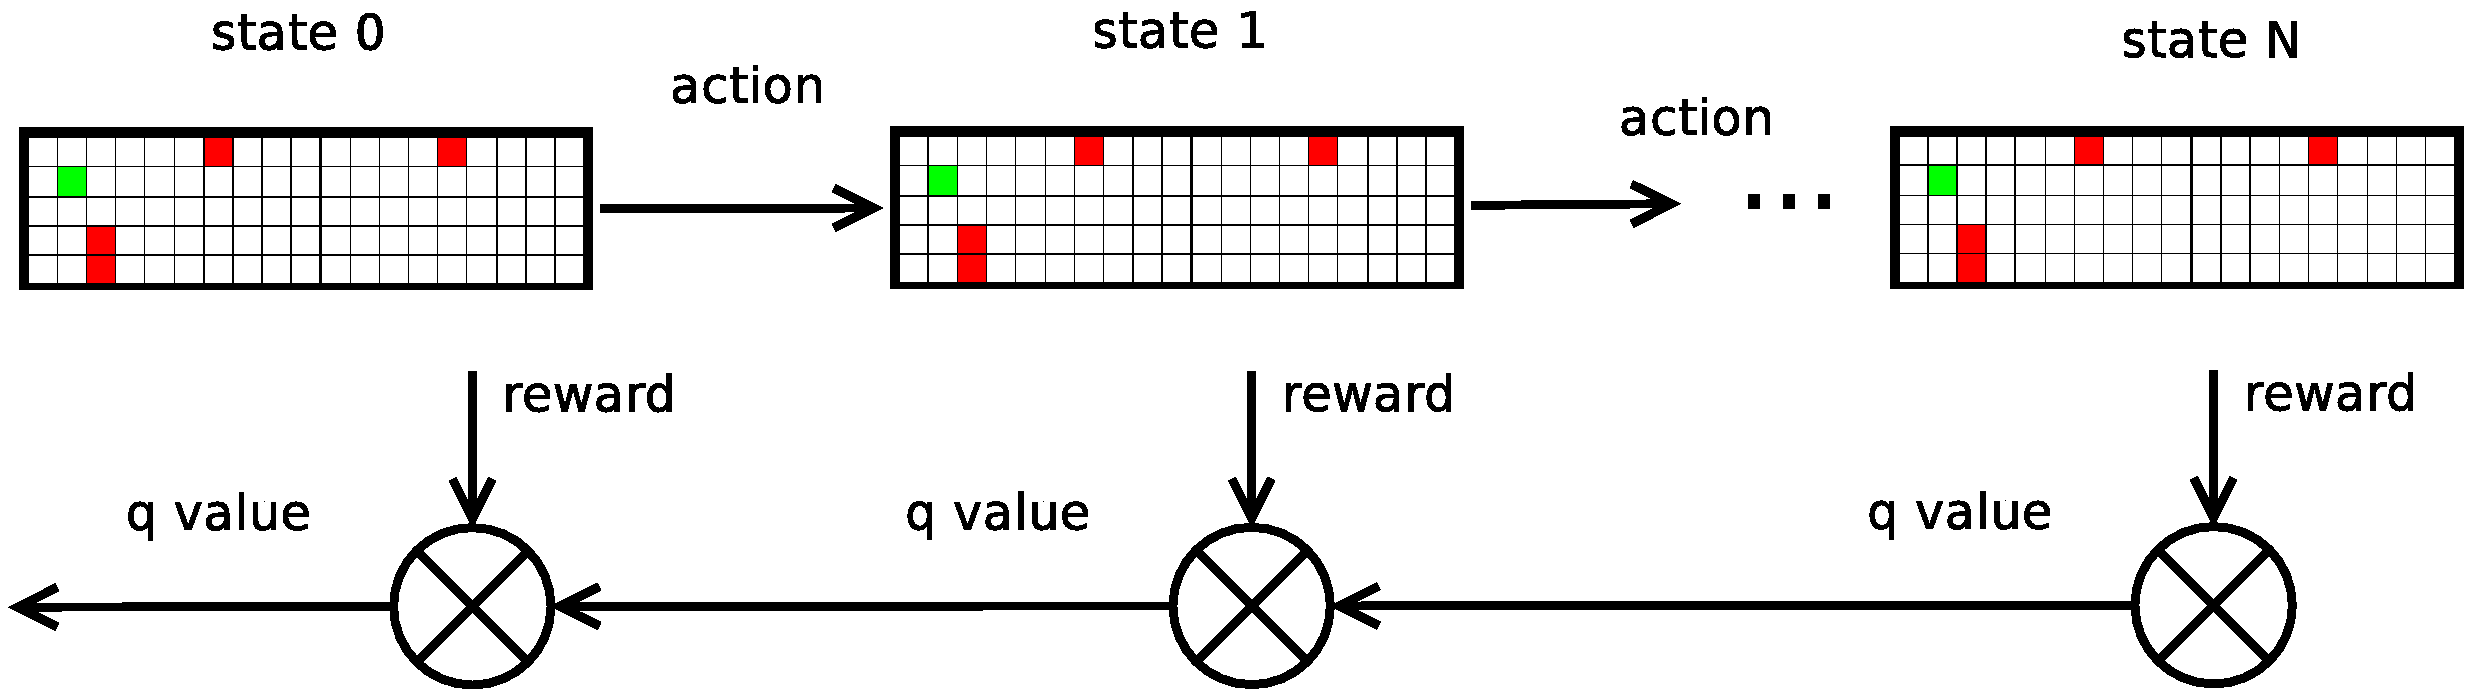 state 0
state 1
state N
action
action
...
reward
reward
reward
q value
q value
q value